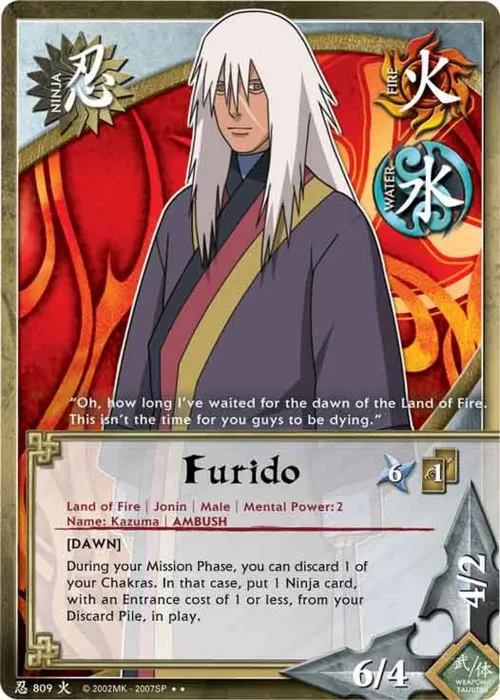 NINJA 忍
FIRE 火
WATER 水
"Oh, how long I've waited for the dawn of the Land of Fire.
This isn't the time for you guys to be dying."
Furido
6
1
Land of Fire | Jonin | Male | Mental Power: 2
Name: Kazuma | AMBUSH
[DAWN]
During your Mission Phase, you can discard 1 of
your Chakras. In that case, put 1 Ninja card,
with an Entrance cost of 1 or less, from your
Discard Pile, in play.
4/2
6/4
武/体
WEAPON
TAIJUTSU
忍 809 火 © 2002MK - 2007SP ★★